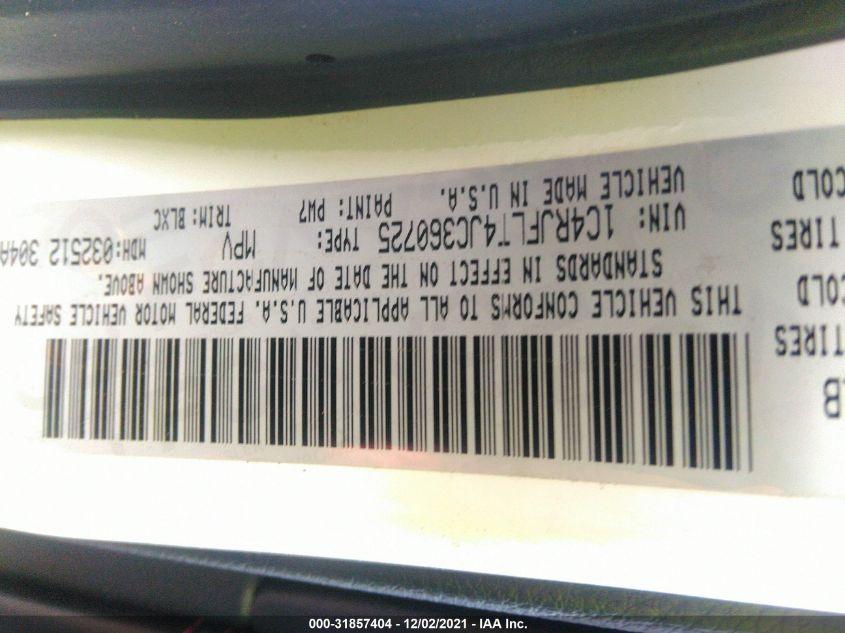 LB
TIRES
COLD
TIRES
COLD
THIS VEHICLE CONFORMS TO ALL APPLICABLE U.S.A. FEDERAL MOTOR VEHICLE SAFETY
STANDARDS IN EFFECT ON THE DATE OF MANUFACTURE SHOWN ABOVE.
VIN: 1C4RJFLT4JC360725 TYPE: MPV MDH:032512 304A
VEHICLE MADE IN U.S.A. PAINT: PW7 TRIM: BLXC
000-31857404 - 12/02/2021 - IAA Inc.